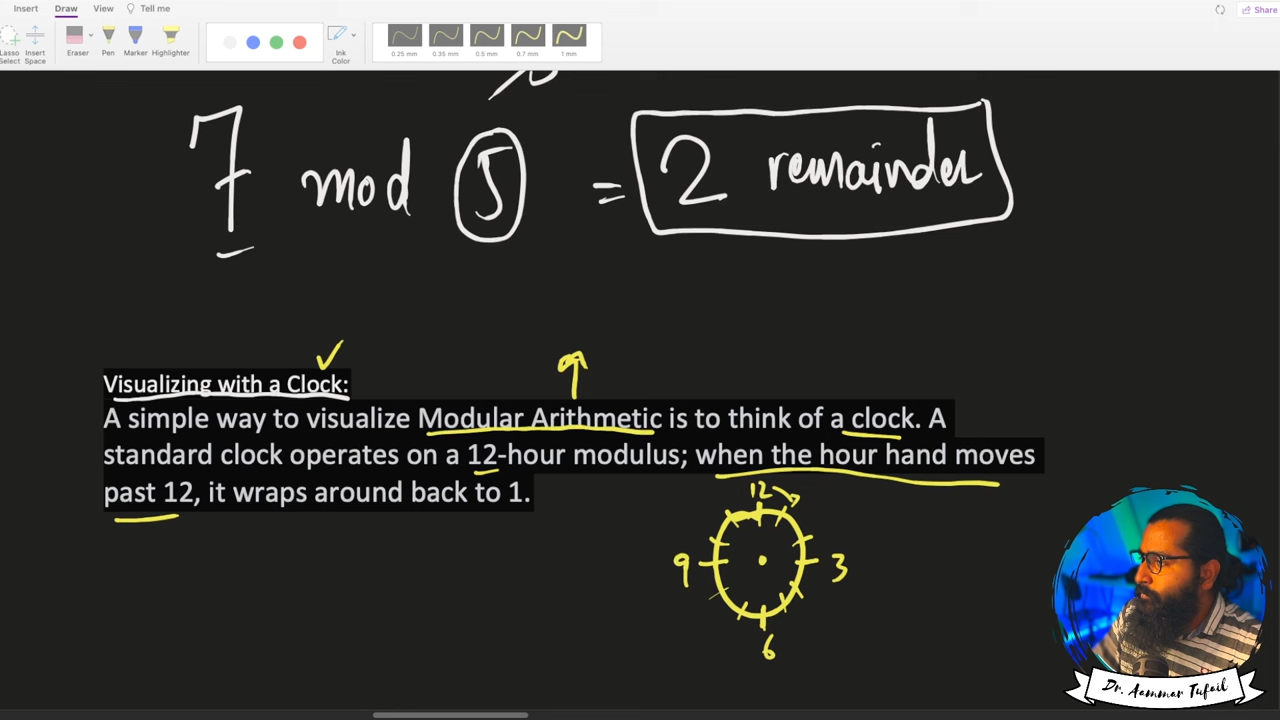 Insert Draw View Tell me
Share
Lasso Select
Insert Space
Eraser
Pen
Marker
Highlighter
0.25 mm
0.35 mm
0.5 mm
0.7 mm
1 mm
Ink Color
7 mod 5 = 2 remainder
Visualizing with a Clock:
A simple way to visualize Modular Arithmetic is to think of a clock. A
standard clock operates on a 12-hour modulus; when the hour hand moves
past 12, it wraps around back to 1.
12
9
3
6
Dr. Aammar Tufail